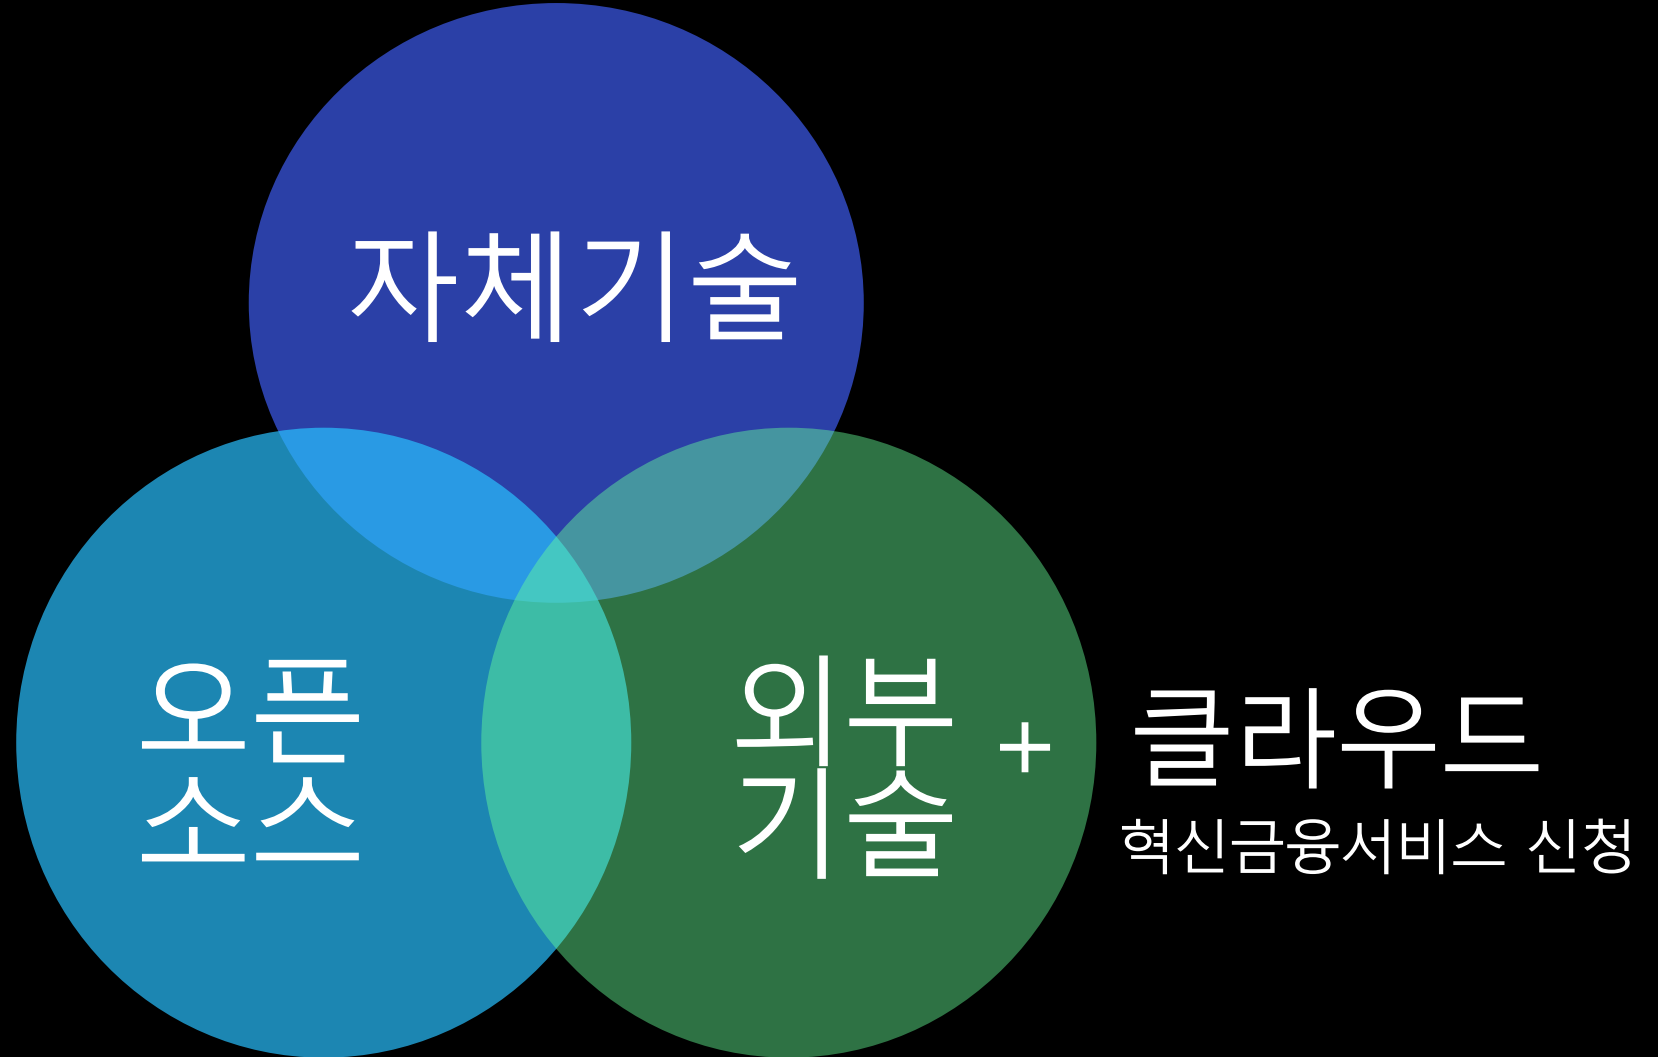 자체기술
오픈
소스
외부
기술
+ 클라우드
혁신금융서비스 신청